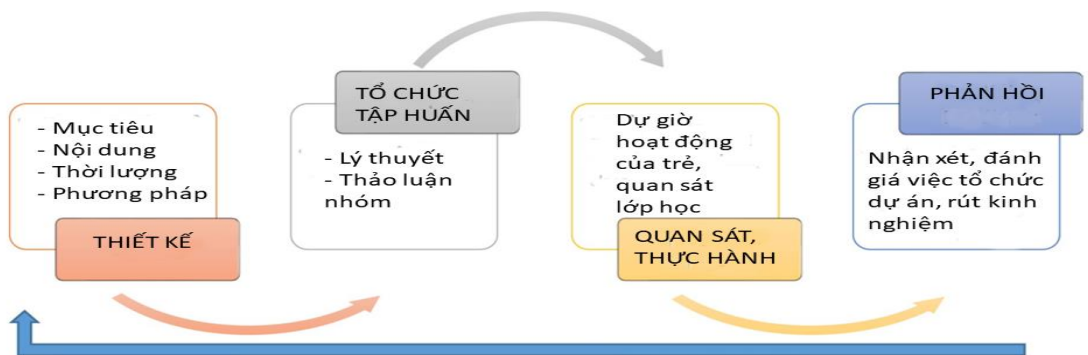 - Mục tiêu
- Nội dung
- Thời lượng
- Phương pháp
THIẾT KẾ
TỔ CHỨC
TẬP HUẤN
- Lý thuyết
- Thảo luận
nhóm
Dự giờ
hoạt động
của trẻ,
quan sát
lớp học
QUAN SÁT,
THỰC HÀNH
PHẢN HỒI
Nhận xét, đánh
giá việc tổ chức
dự án, rút kinh
nghiệm